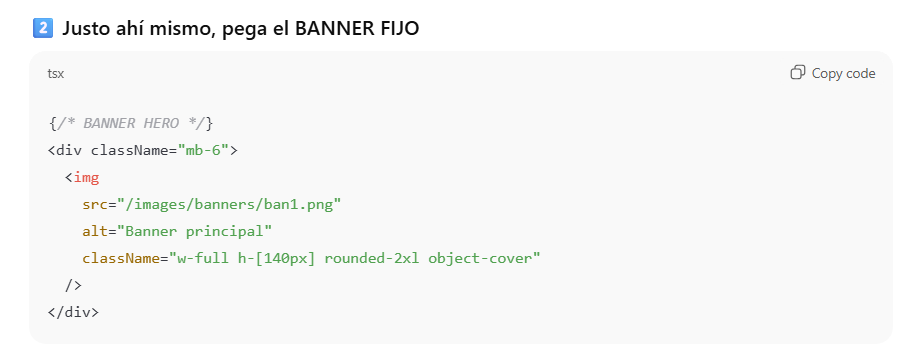 2 Justo ahí mismo, pega el BANNER FIJO
tsx
Copy code
{/* BANNER HERO */}
<div className="mb-6">
  <img
    src="/images/banners/ban1.png"
    alt="Banner principal"
    className="w-full h-[140px] rounded-2xl object-cover"
  />
</div>